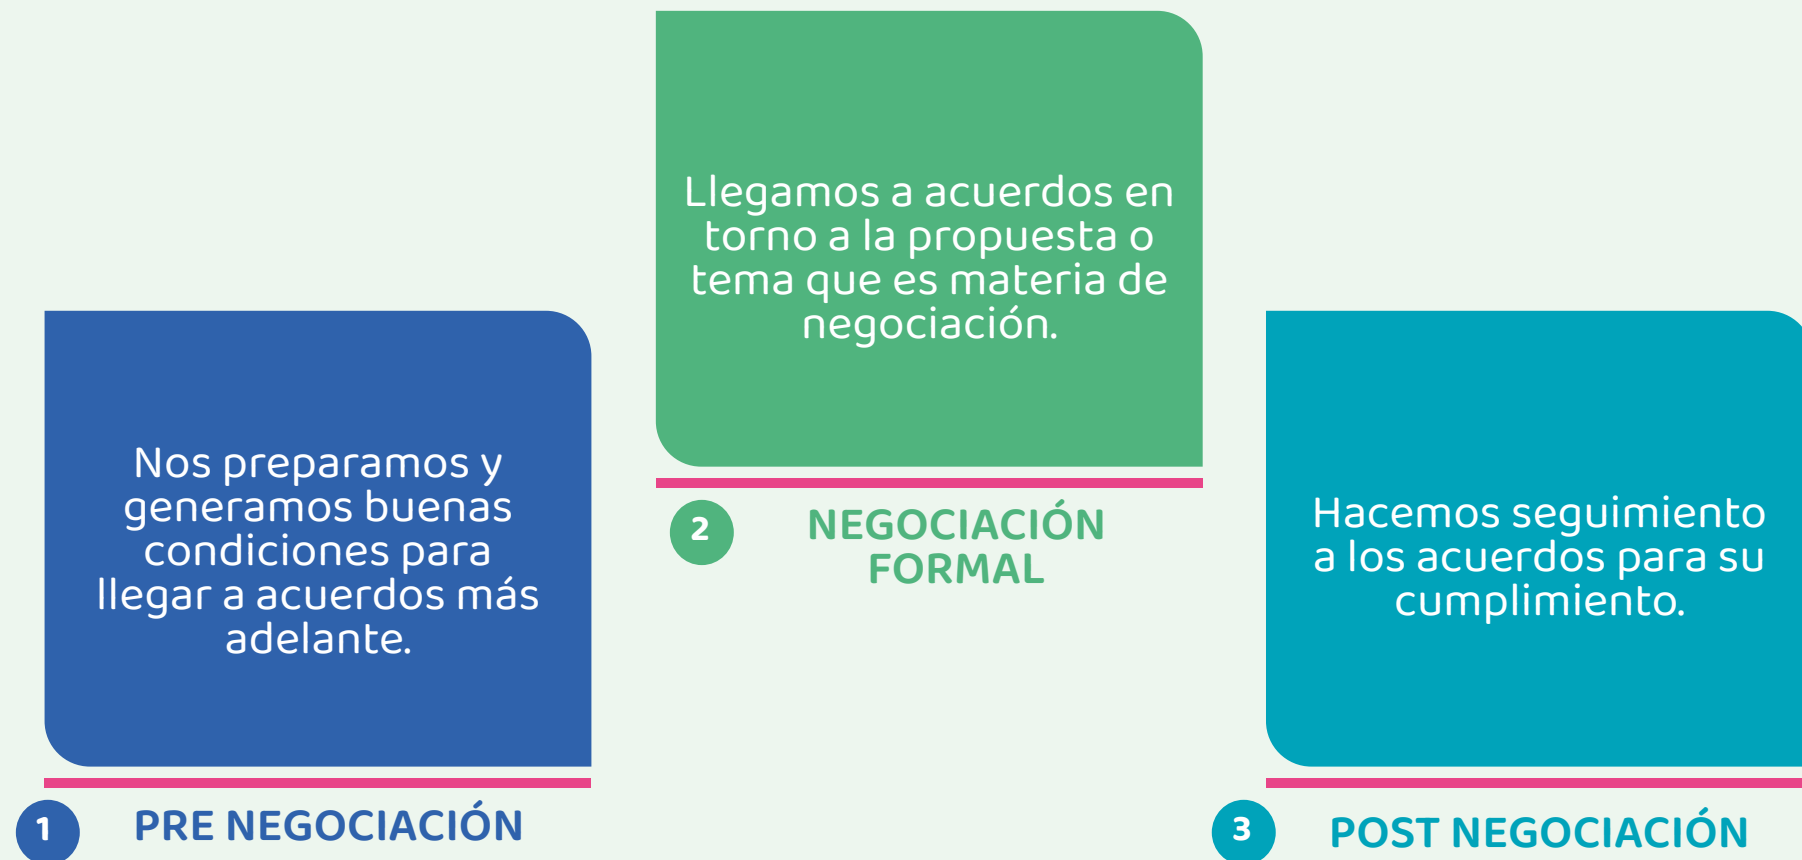 Nos preparamos y
generamos buenas
condiciones para
llegar a acuerdos más
adelante.
1
PRE NEGOCIACIÓN
Llegamos a acuerdos en
torno a la propuesta o
tema que es materia de
negociación.
2
NEGOCIACIÓN
FORMAL
Hacemos seguimiento
a los acuerdos para su
cumplimiento.
3
POST NEGOCIACIÓN